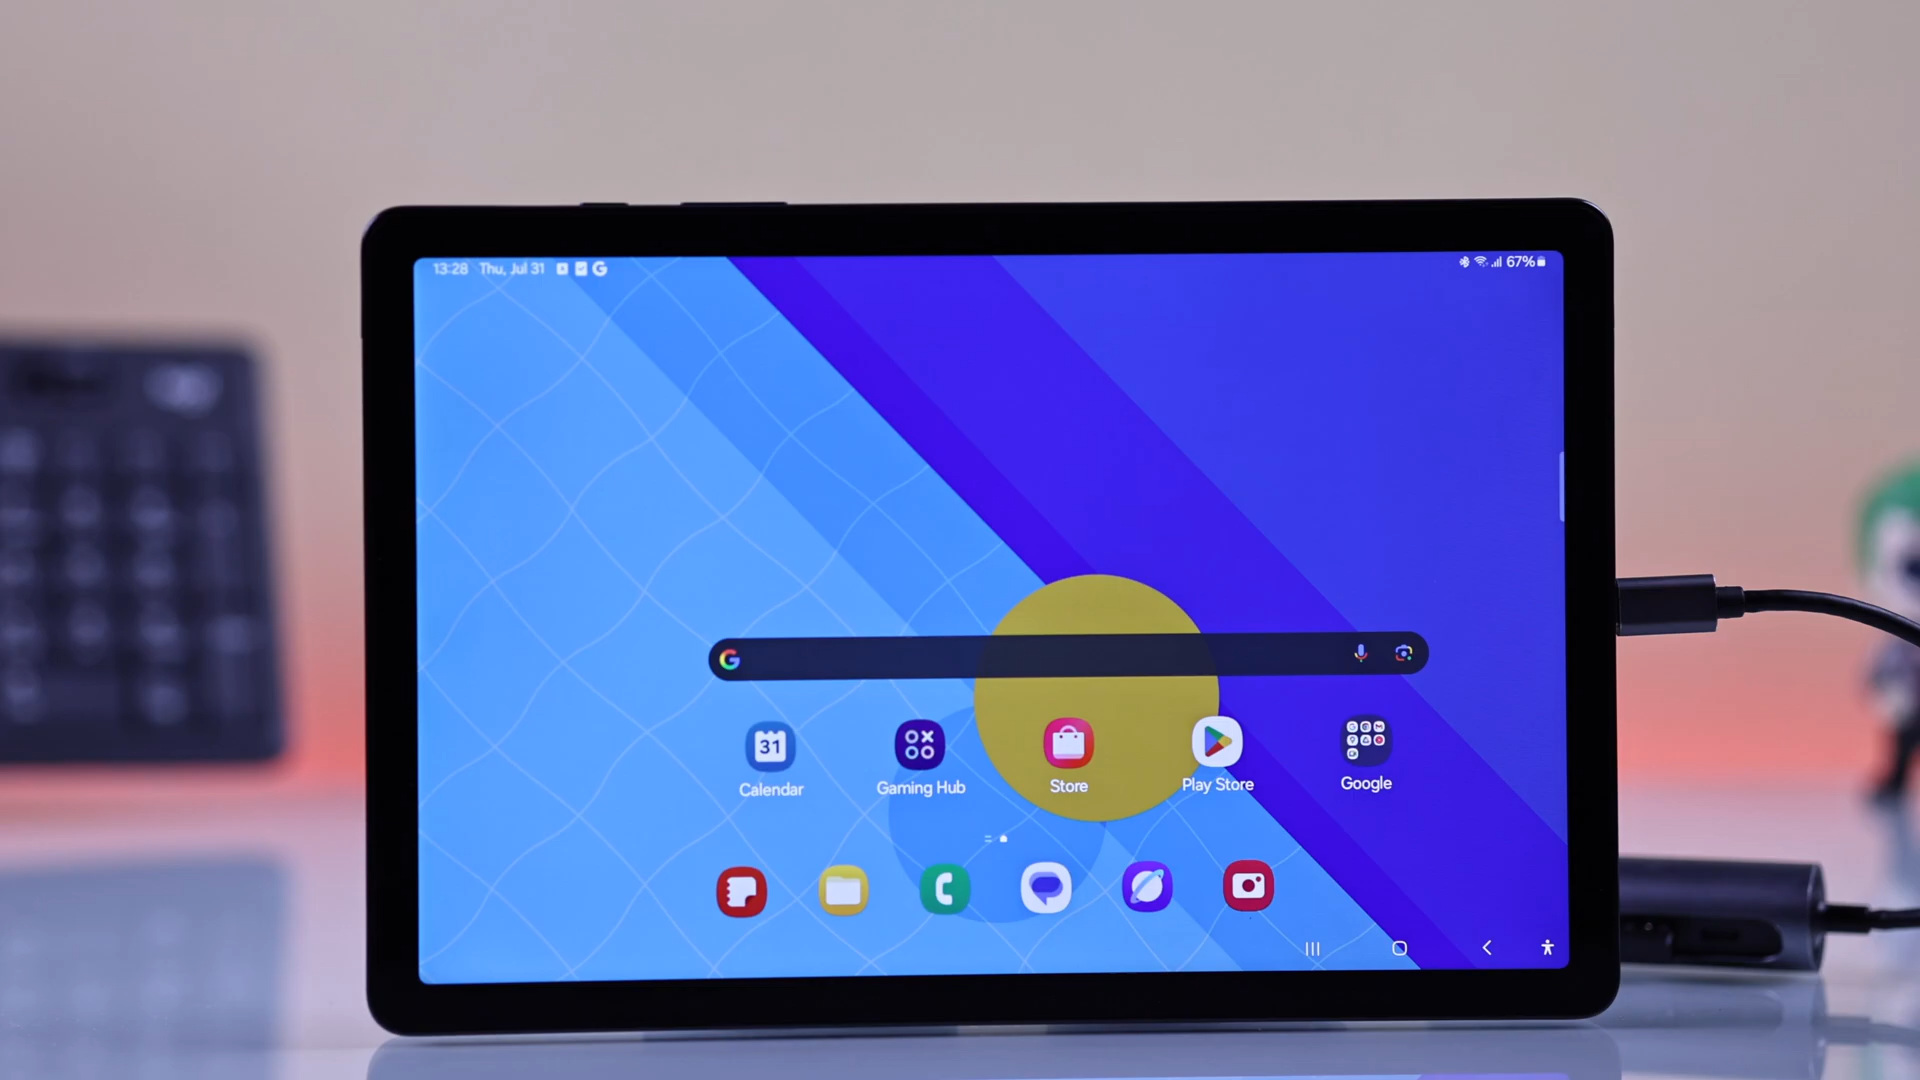 13:28 Thu, Jul 31 G
67%
G
31
Calendar Gaming Hub Store Play Store Google